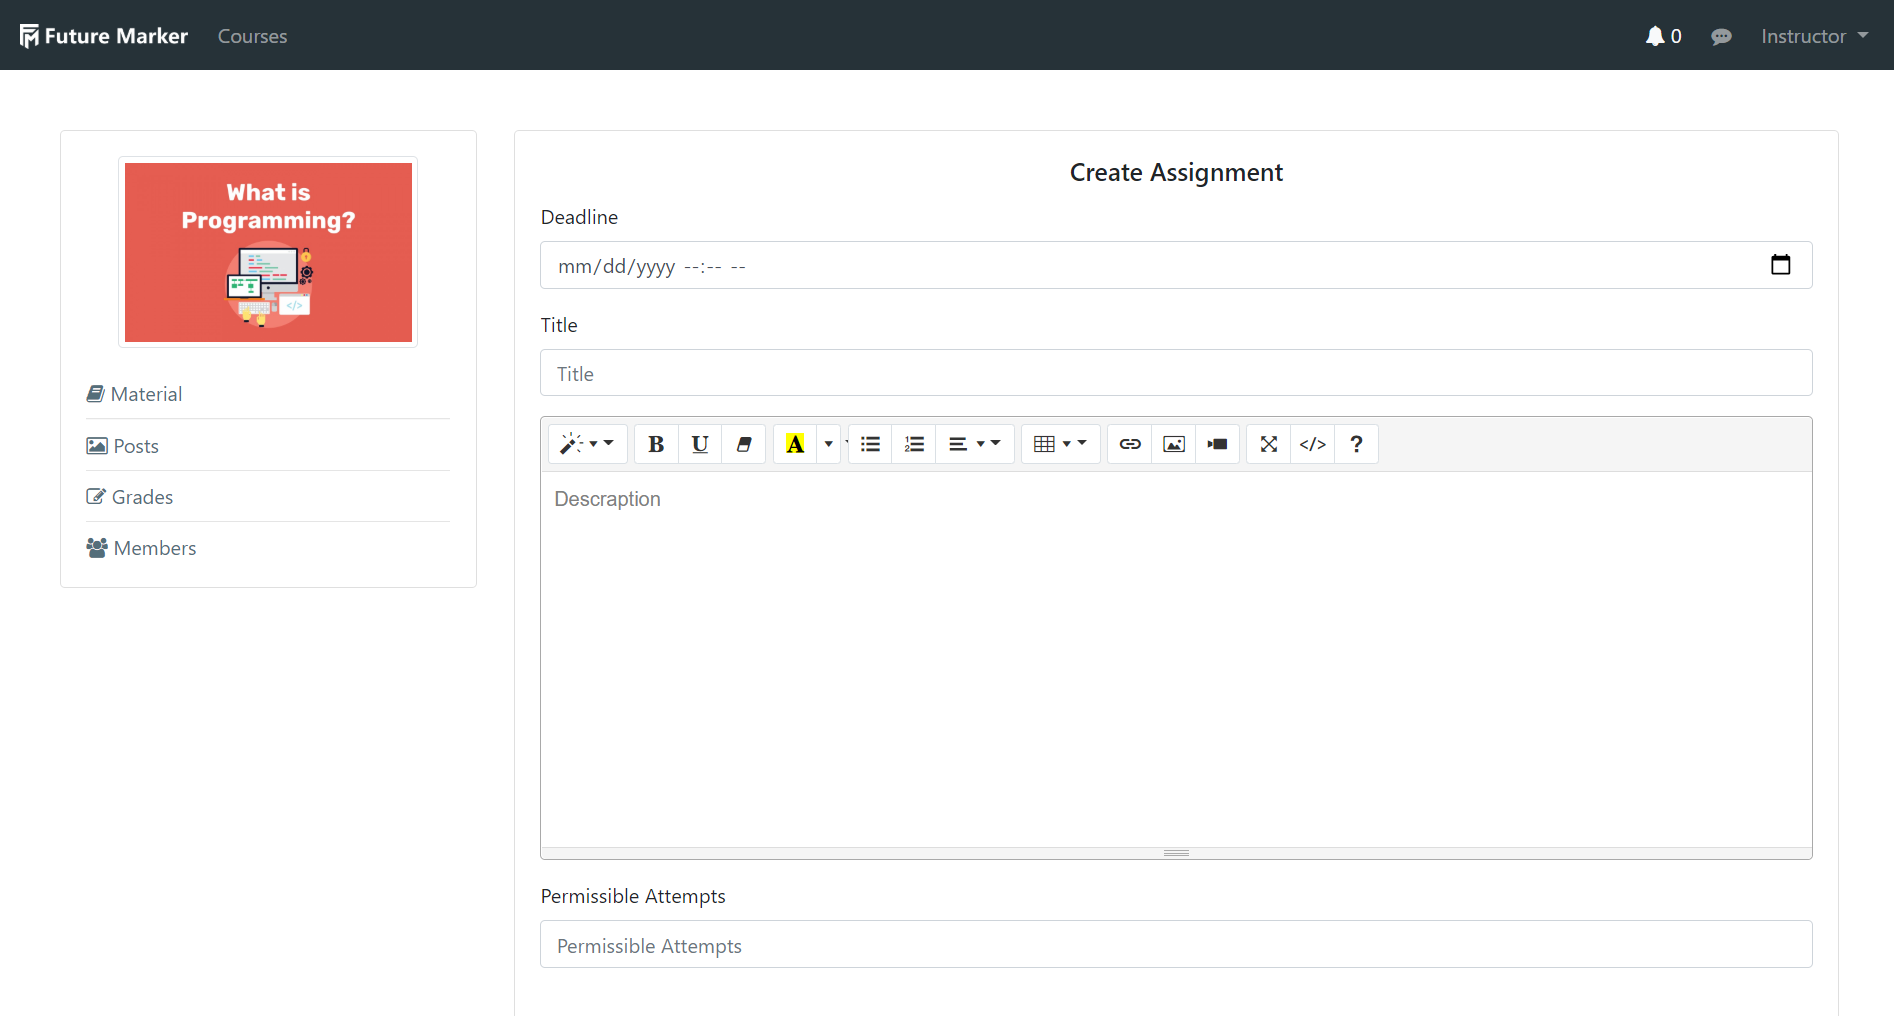 Future Marker Courses 0 Instructor
What is
Programming?
Material
Posts
Grades
Members
Create Assignment
Deadline
mm/dd/yyyy --:-- --
Title
Title
B U A </> ?
Descraption
Permissible Attempts
Permissible Attempts